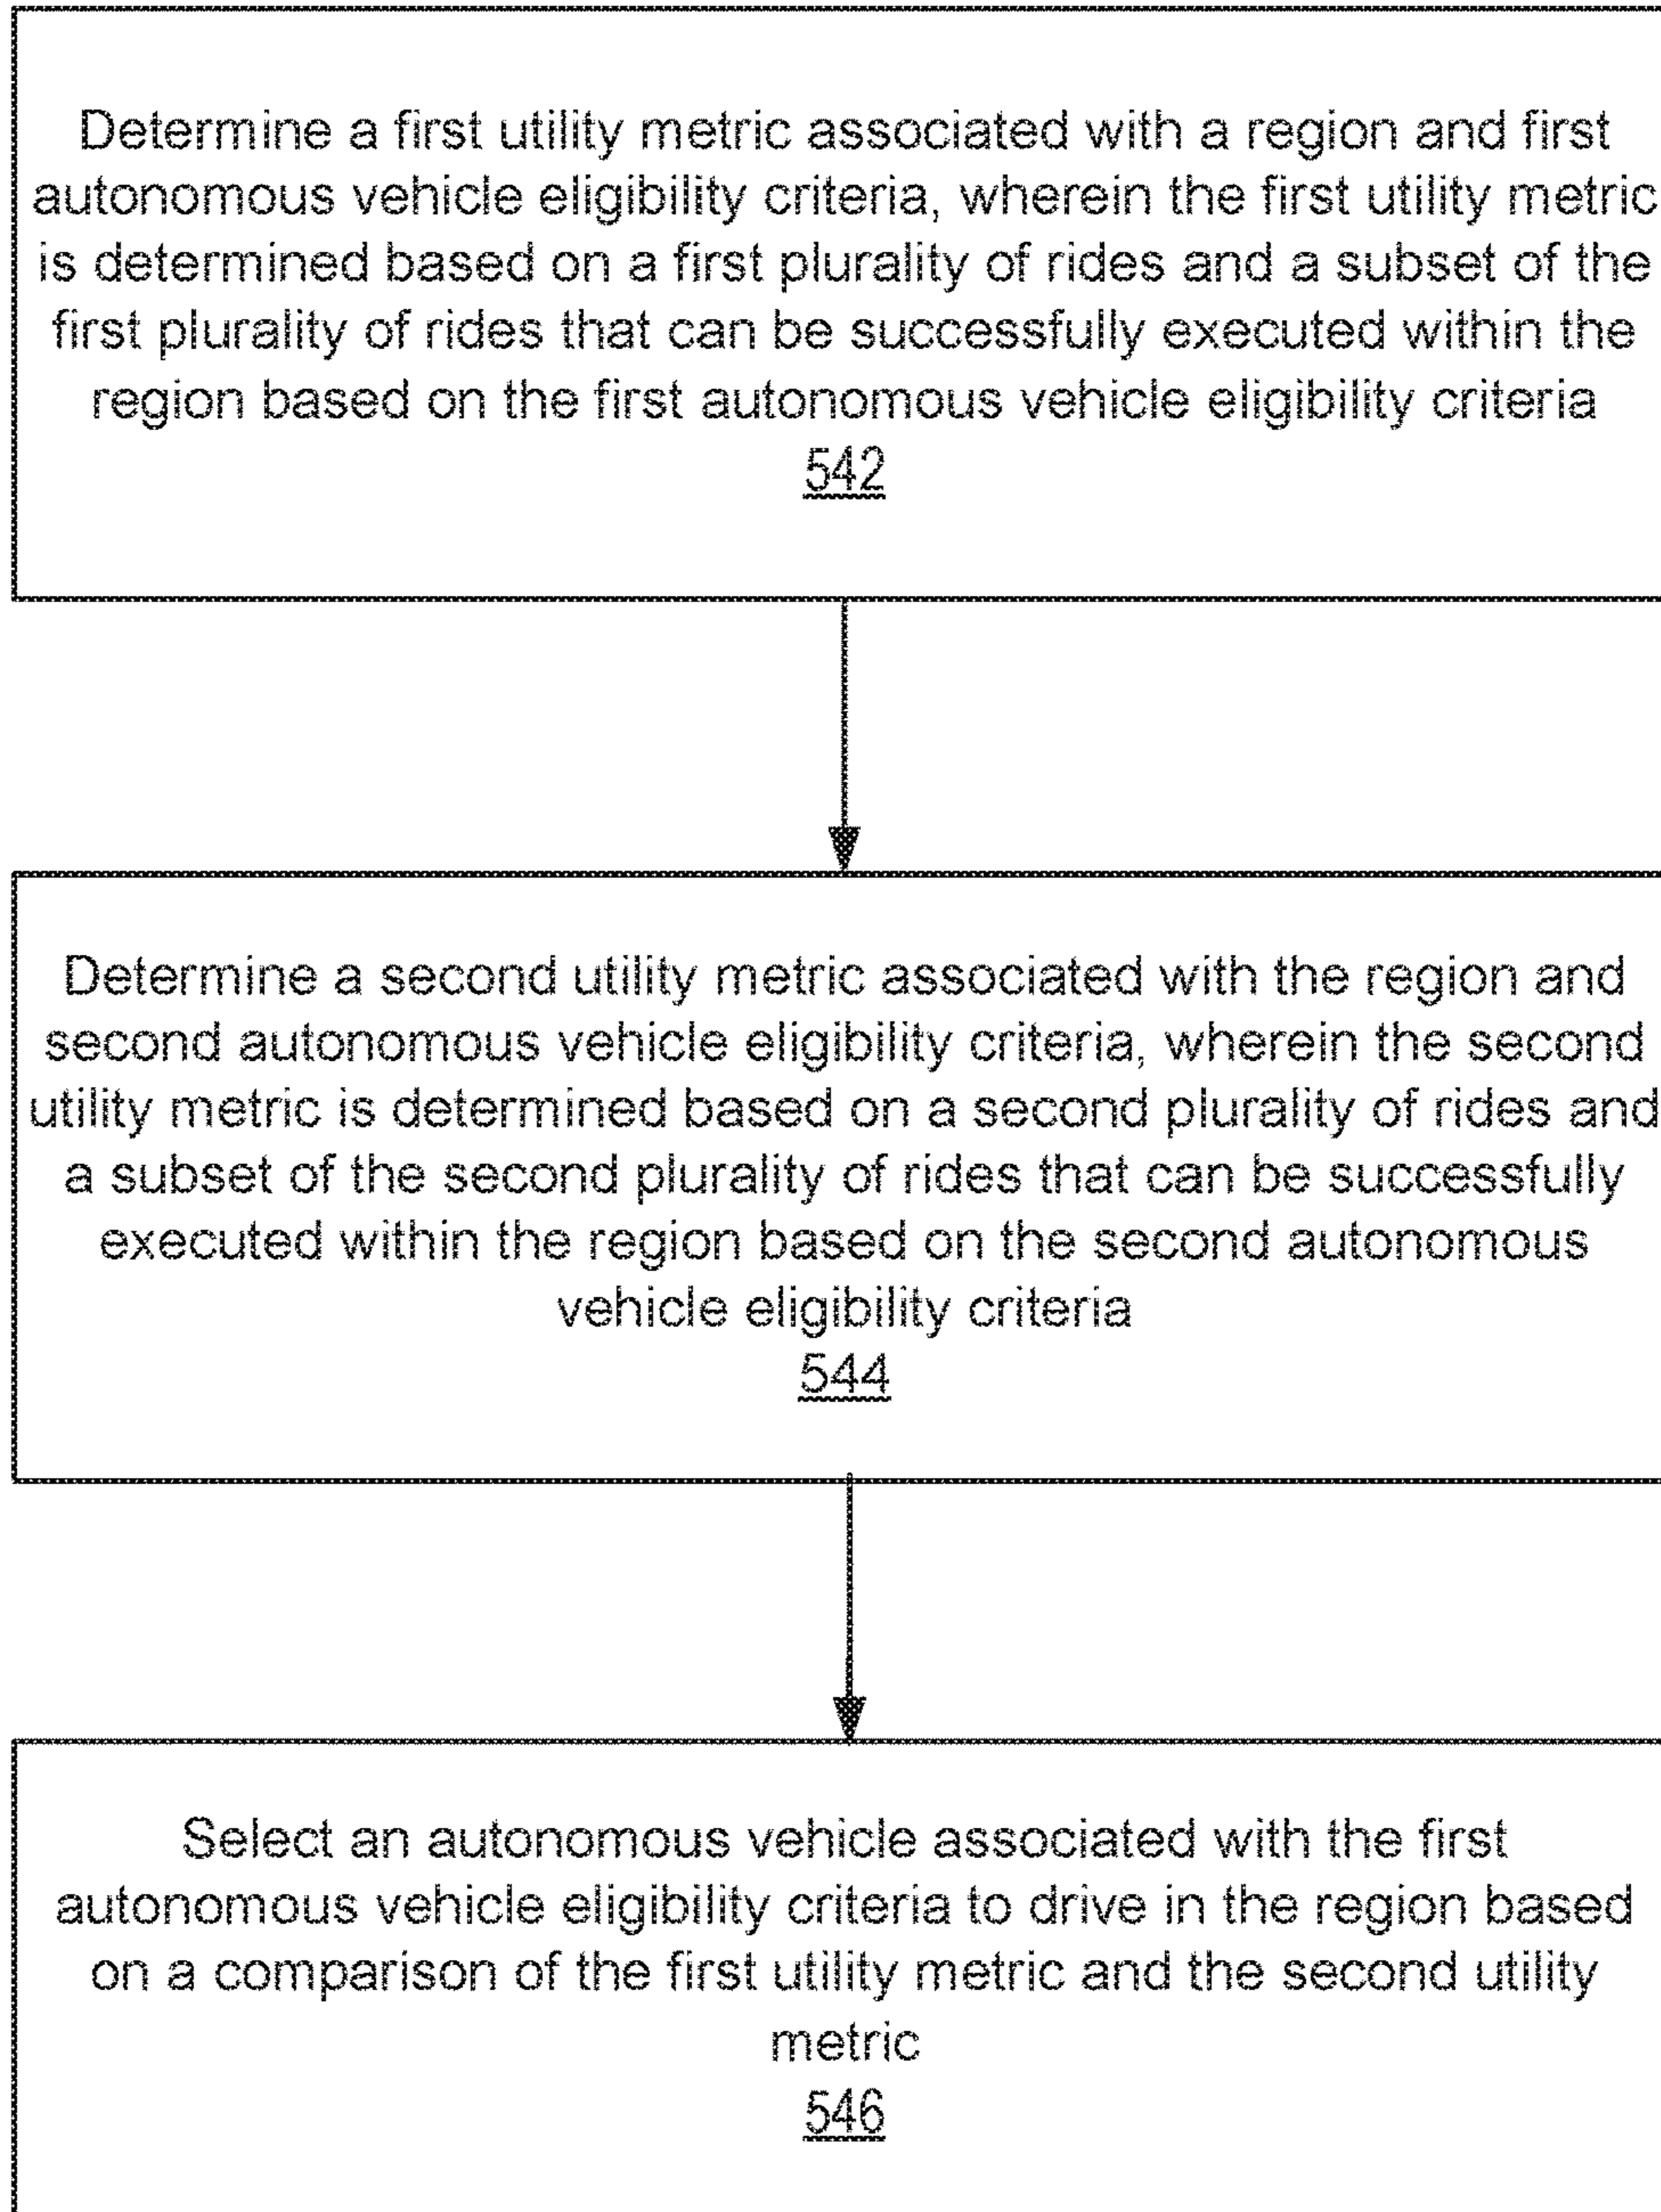 Determine a first utility metric associated with a region and first
autonomous vehicle eligibility criteria, wherein the first utility metric
is determined based on a first plurality of rides and a subset of the
first plurality of rides that can be successfully executed within the
region based on the first autonomous vehicle eligibility criteria
542
Determine a second utility metric associated with the region and
second autonomous vehicle eligibility criteria, wherein the second
utility metric is determined based on a second plurality of rides and
a subset of the second plurality of rides that can be successfully
executed within the region based on the second autonomous
vehicle eligibility criteria
544
Select an autonomous vehicle associated with the first
autonomous vehicle eligibility criteria to drive in the region based
on a comparison of the first utility metric and the second utility
metric
546